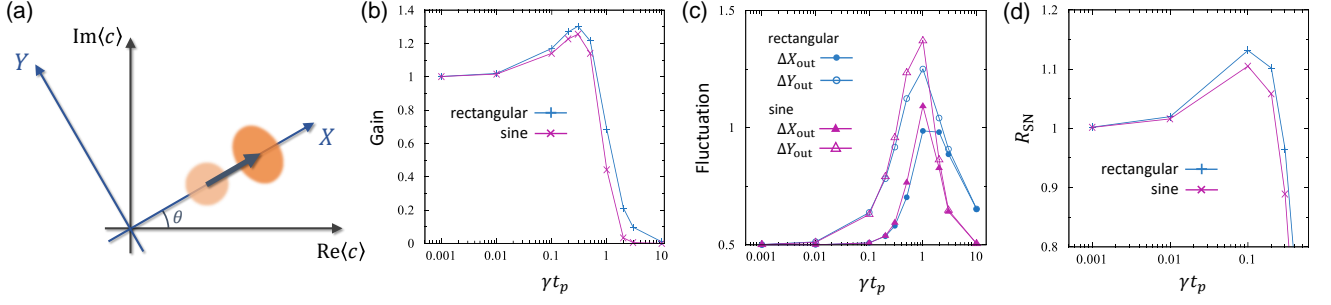 (a)
Im⟨c⟩
Y
X
θ
Re⟨c⟩
(b)
1.4
1.2
1.0
0.8
0.6
0.4
0.2
0
Gain
rectangular
sine
0.001
0.01
0.1
1
10
γt_p
(c)
1.5
1
0.5
Fluctuation
rectangular
ΔX_out
ΔY_out
sine
ΔX_out
ΔY_out
0.001
0.01
0.1
1
10
γt_p
(d)
1.2
1.1
1
0.9
0.8
R_SN
rectangular
sine
0.001
0.01
0.1
γt_p